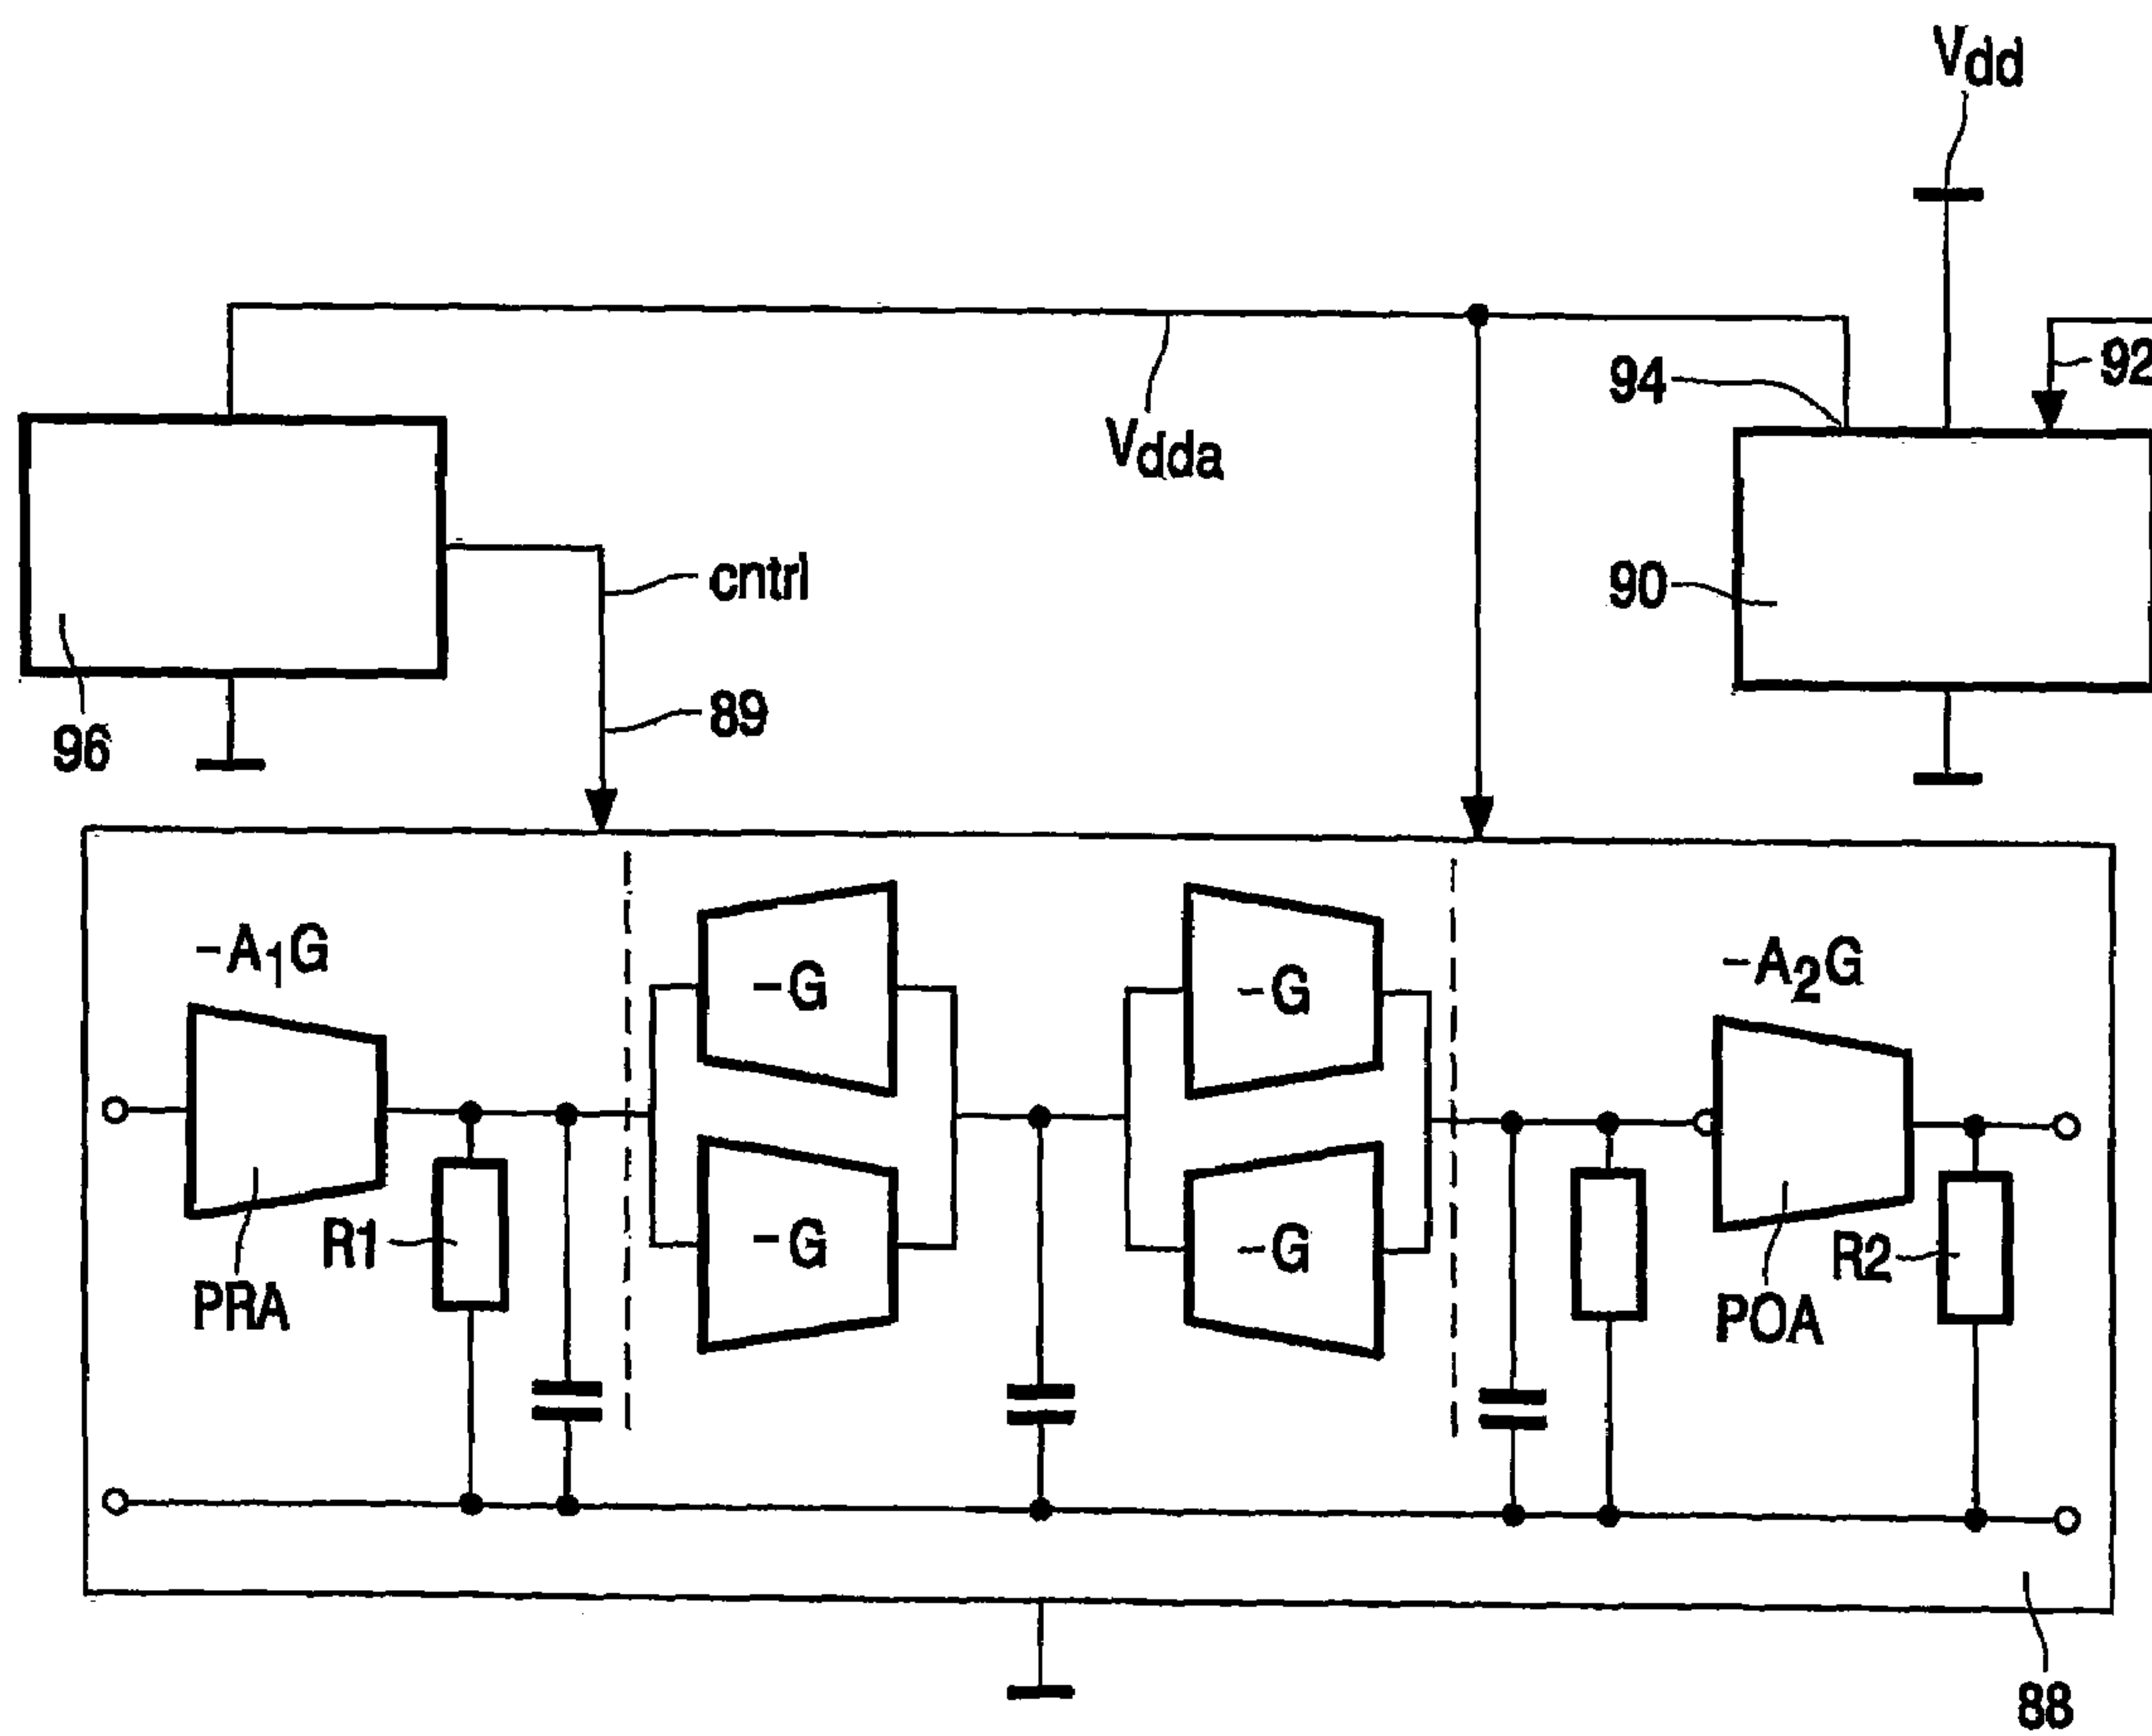 Vdd
92
94
Vdda
90
cntrl
89
96
-A1G
-G
-G
-A2G
R1
-G
-G
R2
PRA
POA
88